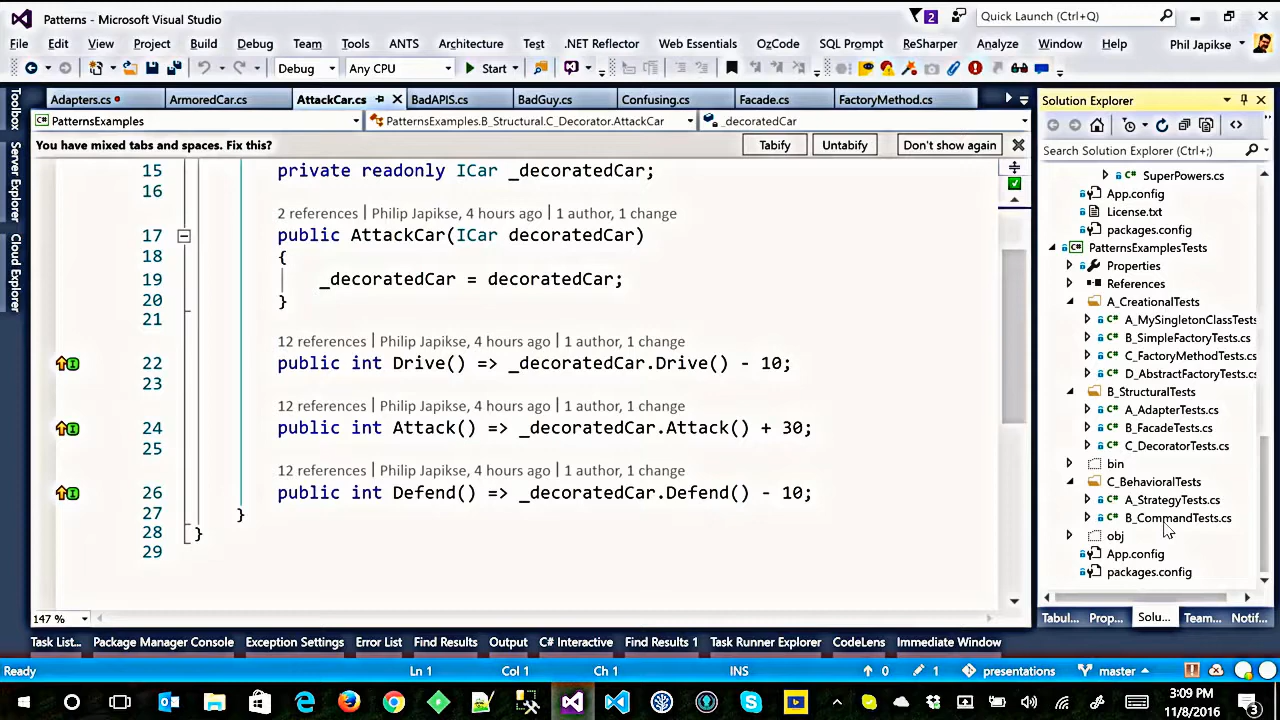 Patterns - Microsoft Visual Studio
2
Quick Launch (Ctrl+Q)
File Edit View Project Build Debug Team Tools ANTS Architecture Test .NET Reflector Web Essentials OzCode SQL Prompt ReSharper Analyze Window Help Phil Japikse
Debug Any CPU Start
Toolbox
Server Explorer
Cloud Explorer
Adapters.cs ArmoredCar.cs AttackCar.cs BadAPIS.cs BadGuy.cs Confusing.cs Facade.cs FactoryMethod.cs
PatternsExamples PatternsExamples.B_Structural.C_Decorator.AttackCar _decoratedCar
You have mixed tabs and spaces. Fix this? Tabify Untabify Don't show again
15 private readonly ICar _decoratedCar;
16
2 references | Philip Japikse, 4 hours ago | 1 author, 1 change
17 public AttackCar(ICar decoratedCar)
18 {
19 _decoratedCar = decoratedCar;
20 }
21
12 references | Philip Japikse, 4 hours ago | 1 author, 1 change
22 public int Drive() => _decoratedCar.Drive() - 10;
23
12 references | Philip Japikse, 4 hours ago | 1 author, 1 change
24 public int Attack() => _decoratedCar.Attack() + 30;
25
12 references | Philip Japikse, 4 hours ago | 1 author, 1 change
26 public int Defend() => _decoratedCar.Defend() - 10;
27 }
28 }
29
147 %
Solution Explorer
Search Solution Explorer (Ctrl+;)
C# SuperPowers.cs
App.config
License.txt
packages.config
C# PatternsExamplesTests
Properties
References
A_CreationalTests
C# A_MySingletonClassTests
C# B_SimpleFactoryTests.cs
C# C_FactoryMethodTests.cs
C# D_AbstractFactoryTests.cs
B_StructuralTests
C# A_AdapterTests.cs
C# B_FacadeTests.cs
C# C_DecoratorTests.cs
bin
C_BehavioralTests
C# A_StrategyTests.cs
C# B_CommandTests.cs
obj
App.config
packages.config
Tabul... Prop... Solu... Team... Notif...
Task List... Package Manager Console Exception Settings Error List Output C# Interactive Find Results 1 Task Runner Explorer CodeLens Immediate Window
Ready Ln 1 Col 1 Ch 1 INS 0 1 presentations master
3:09 PM
11/8/2016
3